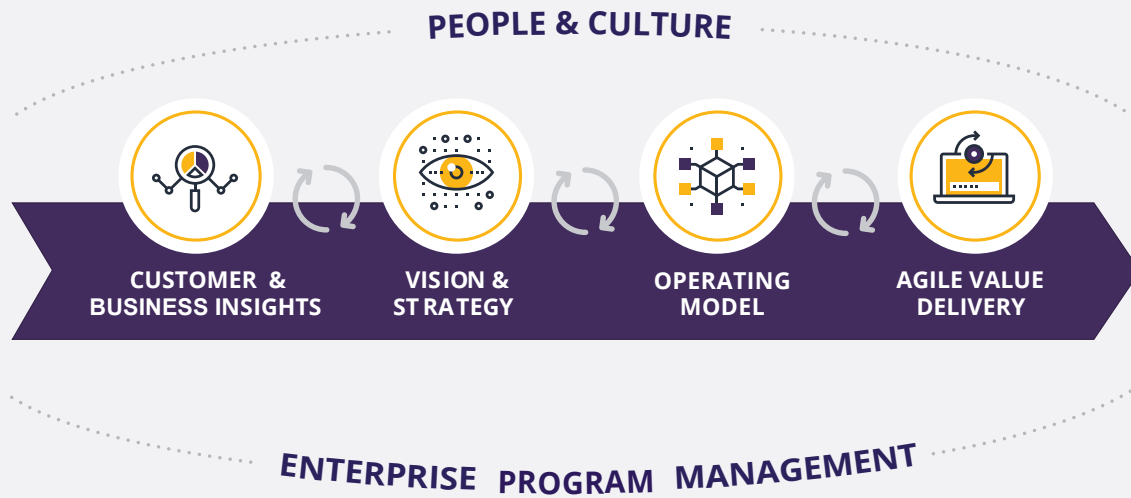 PEOPLE & CULTURE
CUSTOMER &
BUSINESS INSIGHTS
VISION &
STRATEGY
OPERATING
MODEL
AGILE VALUE
DELIVERY
ENTERPRISE PROGRAM MANAGEMENT